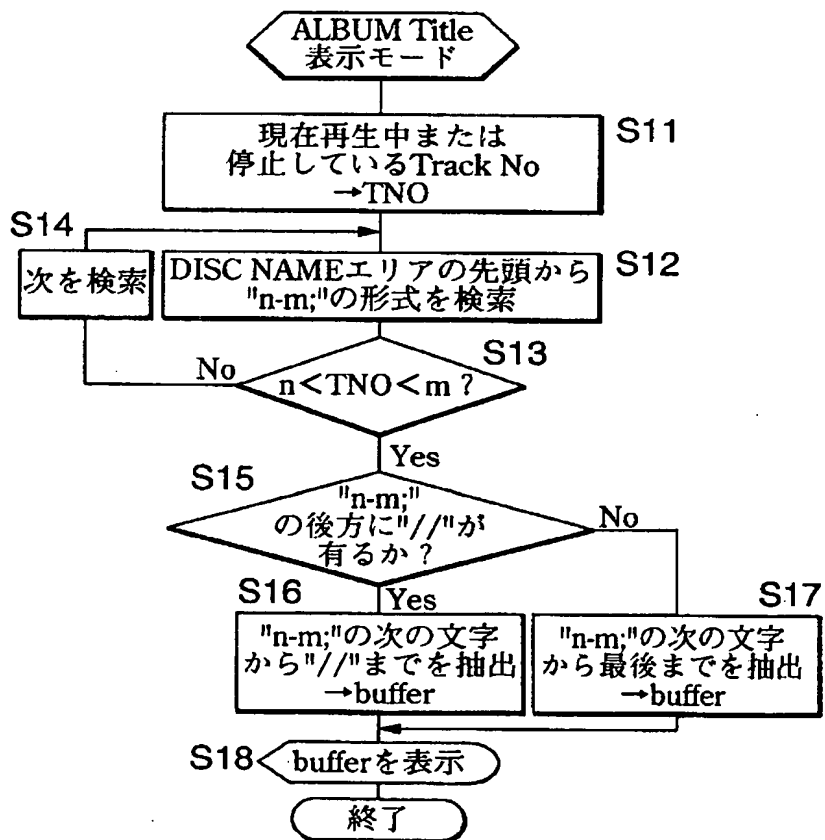 ALBUM Title
表示モード
S11
現在再生中または
停止しているTrack No
→TNO
S14
次を検索
S12
DISC NAMEエリアの先頭から
"n-m;"の形式を検索
S13
n<TNO<m ?
No
Yes
S15
"n-m;"
の後方に"//"が
有るか?
No
Yes
S16
"n-m;"の次の文字
から"//"までを抽出
→buffer
S17
"n-m;"の次の文字
から最後までを抽出
→buffer
S18
bufferを表示
終了